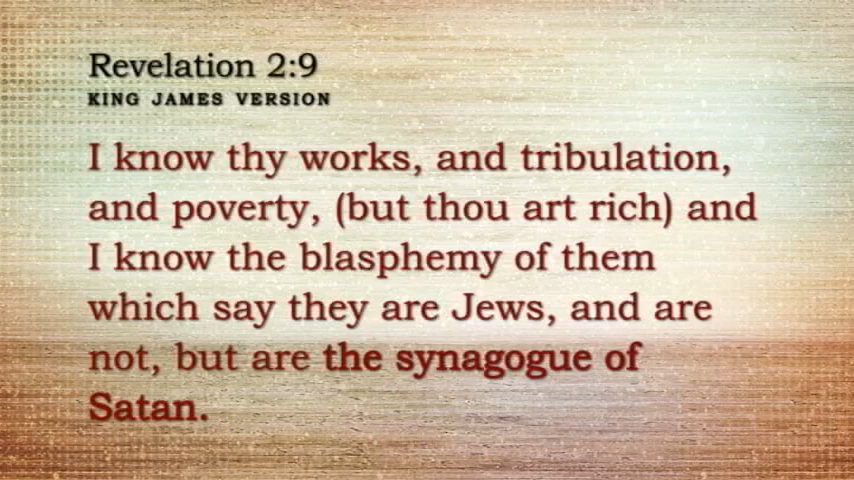 Revelation 2:9
KING JAMES VERSION
I know thy works, and tribulation,
and poverty, (but thou art rich) and
I know the blasphemy of them
which say they are Jews, and are
not, but are the synagogue of
Satan.